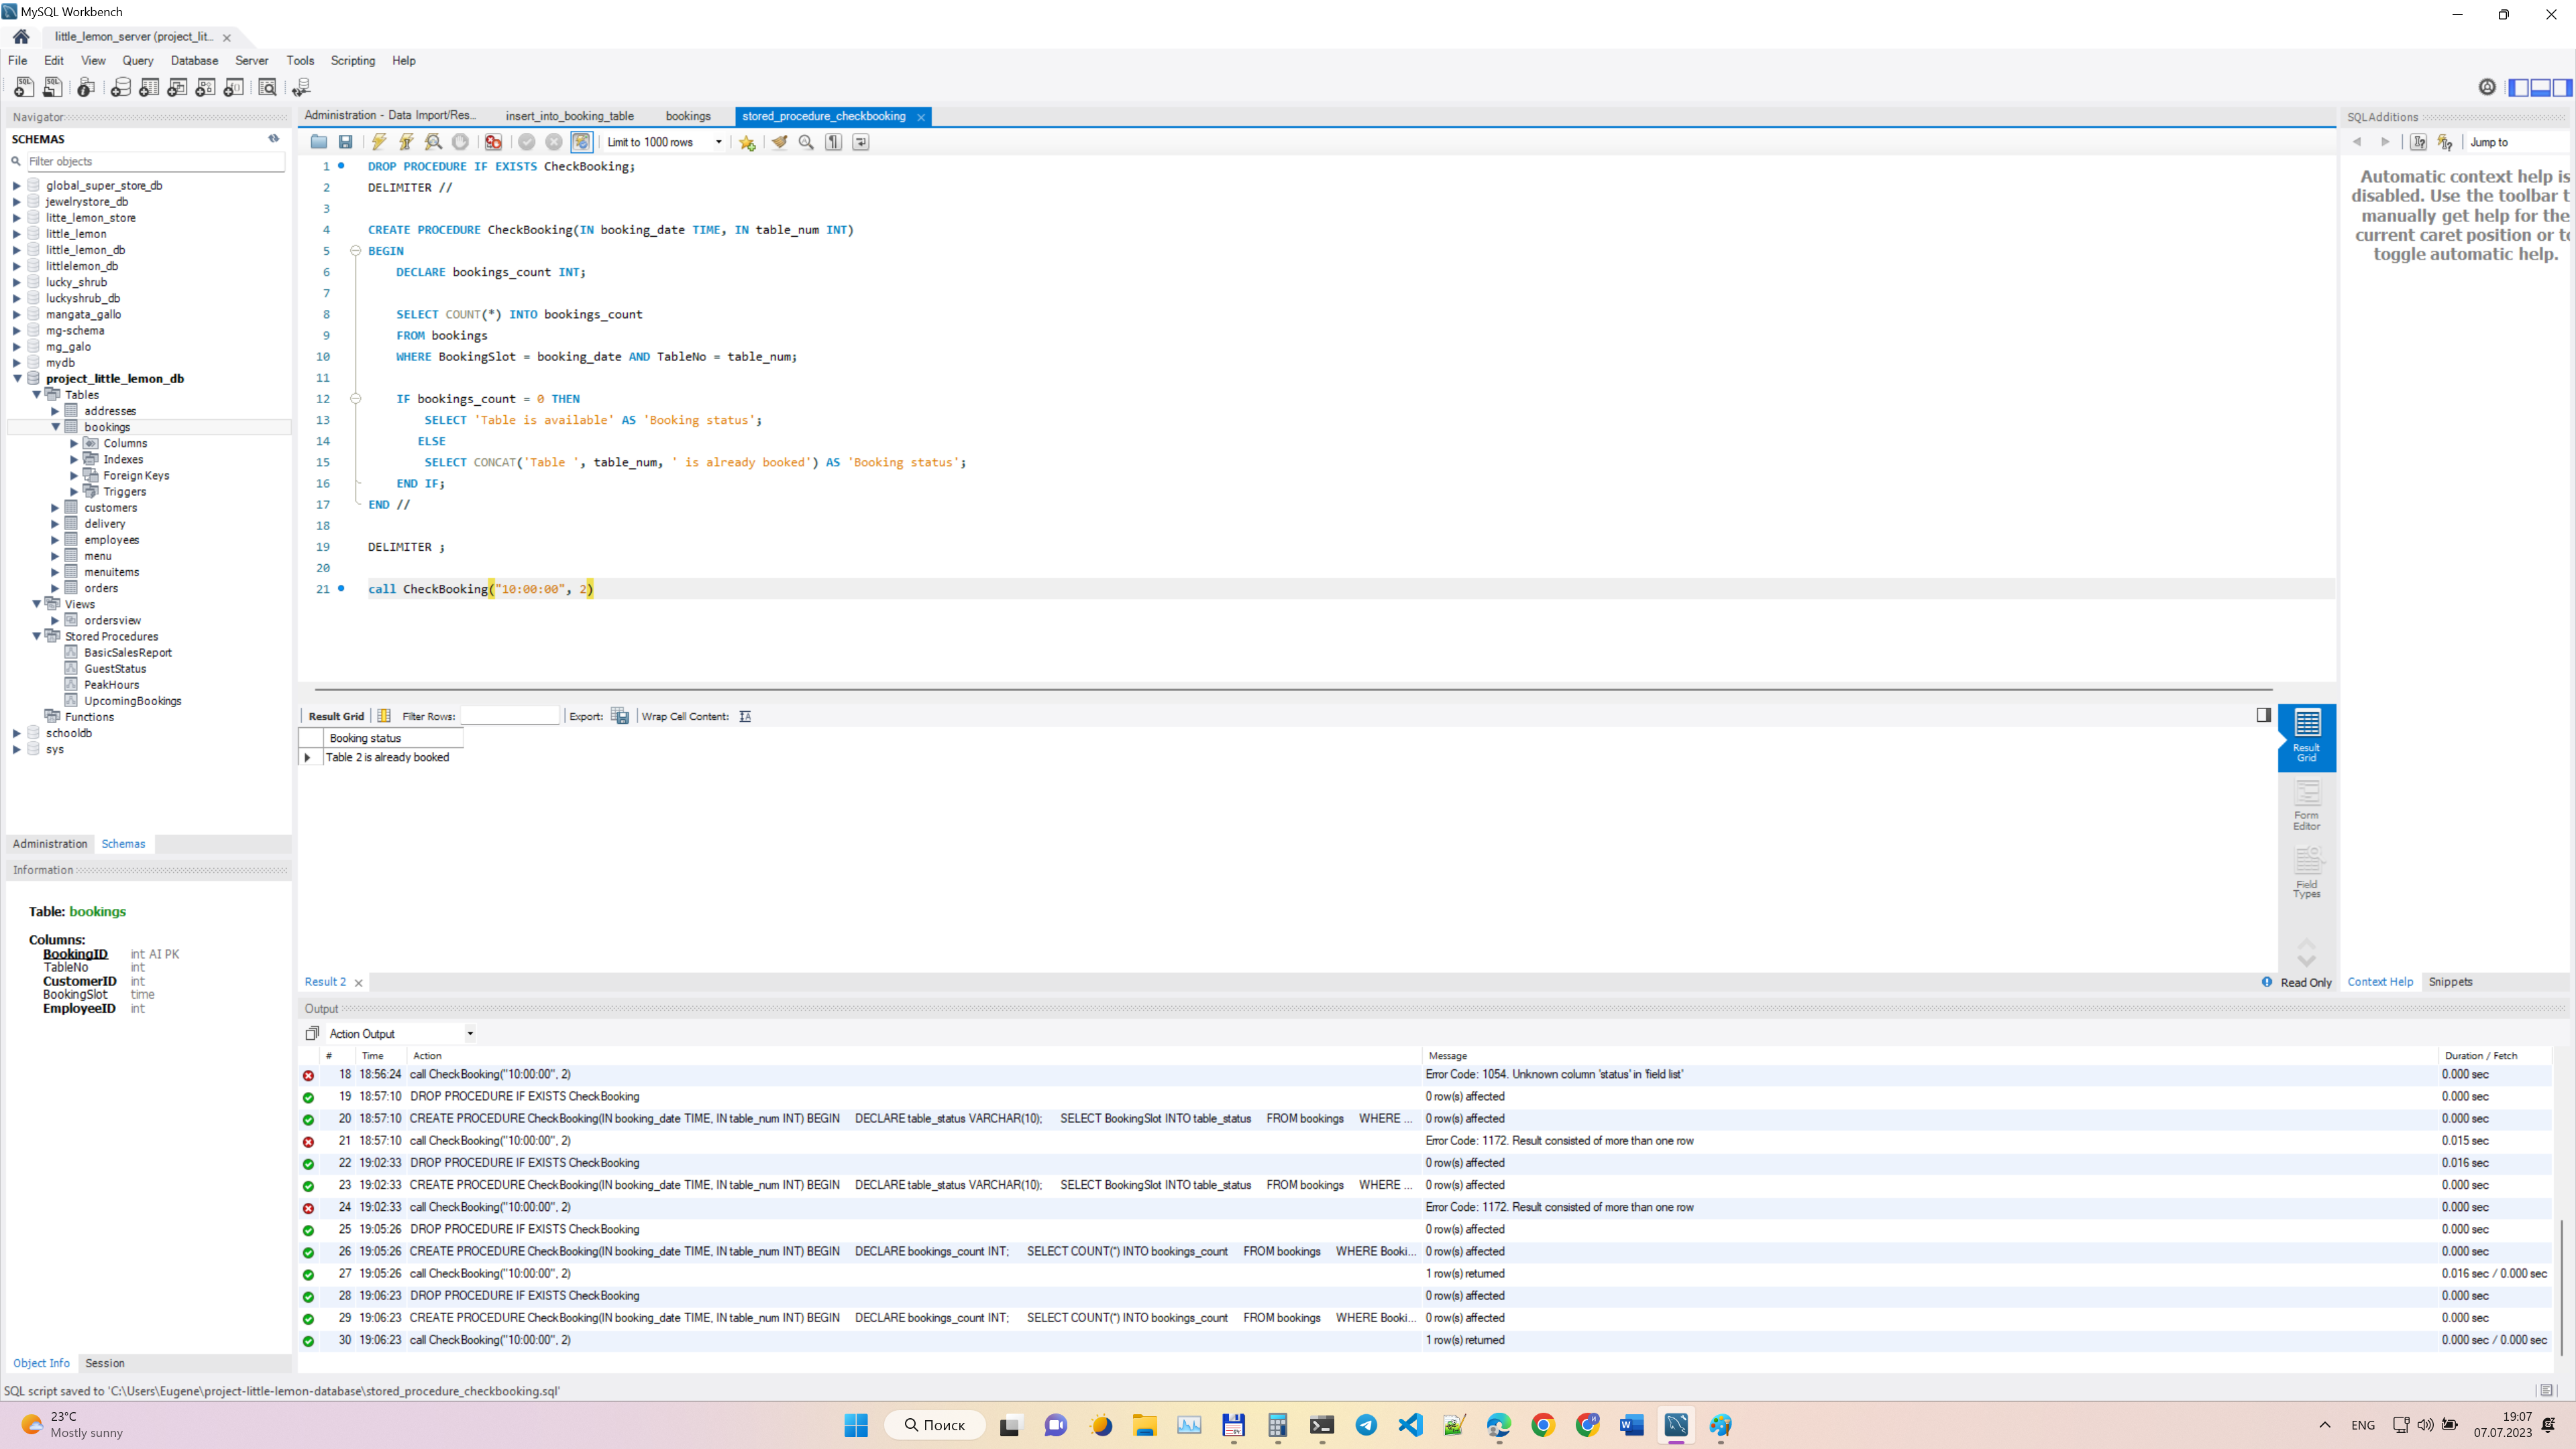 MySQL Workbench
little_lemon_server (project_lit...
File Edit View Query Database Server Tools Scripting Help
Navigator
SCHEMAS
Filter objects
global_super_store_db
jewelrystore_db
litte_lemon_store
little_lemon
little_lemon_db
littlelemon_db
lucky_shrub
luckyshrub_db
mangata_gallo
mg-schema
mg_galo
mydb
project_little_lemon_db
Tables
addresses
bookings
Columns
Indexes
Foreign Keys
Triggers
customers
delivery
employees
menu
menuitems
orders
Views
ordersview
Stored Procedures
BasicSalesReport
GuestStatus
PeakHours
UpcomingBookings
Functions
schooldb
sys
Administration Schemas
Information
Table: bookings
Columns:
BookingID int AI PK
TableNo int
CustomerID int
BookingSlot time
EmployeeID int
Object Info Session
Administration - Data Import/Res... insert_into_booking_table bookings stored_procedure_checkbooking
Limit to 1000 rows
1 DROP PROCEDURE IF EXISTS CheckBooking;
2 DELIMITER //
3
4 CREATE PROCEDURE CheckBooking(IN booking_date TIME, IN table_num INT)
5 BEGIN
6 DECLARE bookings_count INT;
7
8 SELECT COUNT(*) INTO bookings_count
9 FROM bookings
10 WHERE BookingSlot = booking_date AND TableNo = table_num;
11
12 IF bookings_count = 0 THEN
13 SELECT 'Table is available' AS 'Booking status';
14 ELSE
15 SELECT CONCAT('Table ', table_num, ' is already booked') AS 'Booking status';
16 END IF;
17 END //
18
19 DELIMITER ;
20
21 call CheckBooking("10:00:00", 2)
Result Grid Filter Rows: Export: Wrap Cell Content:
Booking status
Table 2 is already booked
Result Grid
Form Editor
Field Types
Result 2 Read Only
SQLAdditions
Jump to
Automatic context help is
disabled. Use the toolbar t
manually get help for the
current caret position or to
toggle automatic help.
Context Help Snippets
Output
Action Output
# Time Action Message Duration / Fetch
18 18:56:24 call CheckBooking("10:00:00", 2) Error Code: 1054. Unknown column 'status' in 'field list' 0.000 sec
19 18:57:10 DROP PROCEDURE IF EXISTS CheckBooking 0 row(s) affected 0.000 sec
20 18:57:10 CREATE PROCEDURE CheckBooking(IN booking_date TIME, IN table_num INT) BEGIN DECLARE table_status VARCHAR(10); SELECT BookingSlot INTO table_status FROM bookings WHERE ... 0 row(s) affected 0.000 sec
21 18:57:10 call CheckBooking("10:00:00", 2) Error Code: 1172. Result consisted of more than one row 0.015 sec
22 19:02:33 DROP PROCEDURE IF EXISTS CheckBooking 0 row(s) affected 0.016 sec
23 19:02:33 CREATE PROCEDURE CheckBooking(IN booking_date TIME, IN table_num INT) BEGIN DECLARE table_status VARCHAR(10); SELECT BookingSlot INTO table_status FROM bookings WHERE ... 0 row(s) affected 0.000 sec
24 19:02:33 call CheckBooking("10:00:00", 2) Error Code: 1172. Result consisted of more than one row 0.000 sec
25 19:05:26 DROP PROCEDURE IF EXISTS CheckBooking 0 row(s) affected 0.000 sec
26 19:05:26 CREATE PROCEDURE CheckBooking(IN booking_date TIME, IN table_num INT) BEGIN DECLARE bookings_count INT; SELECT COUNT(*) INTO bookings_count FROM bookings WHERE Booki... 0 row(s) affected 0.000 sec
27 19:05:26 call CheckBooking("10:00:00", 2) 1 row(s) returned 0.016 sec / 0.000 sec
28 19:06:23 DROP PROCEDURE IF EXISTS CheckBooking 0 row(s) affected 0.000 sec
29 19:06:23 CREATE PROCEDURE CheckBooking(IN booking_date TIME, IN table_num INT) BEGIN DECLARE bookings_count INT; SELECT COUNT(*) INTO bookings_count FROM bookings WHERE Booki... 0 row(s) affected 0.000 sec
30 19:06:23 call CheckBooking("10:00:00", 2) 1 row(s) returned 0.000 sec / 0.000 sec
SQL script saved to 'C:\Users\Eugene\project-little-lemon-database\stored_procedure_checkbooking.sql'
23°C
Mostly sunny
Поиск
ENG
19:07
07.07.2023